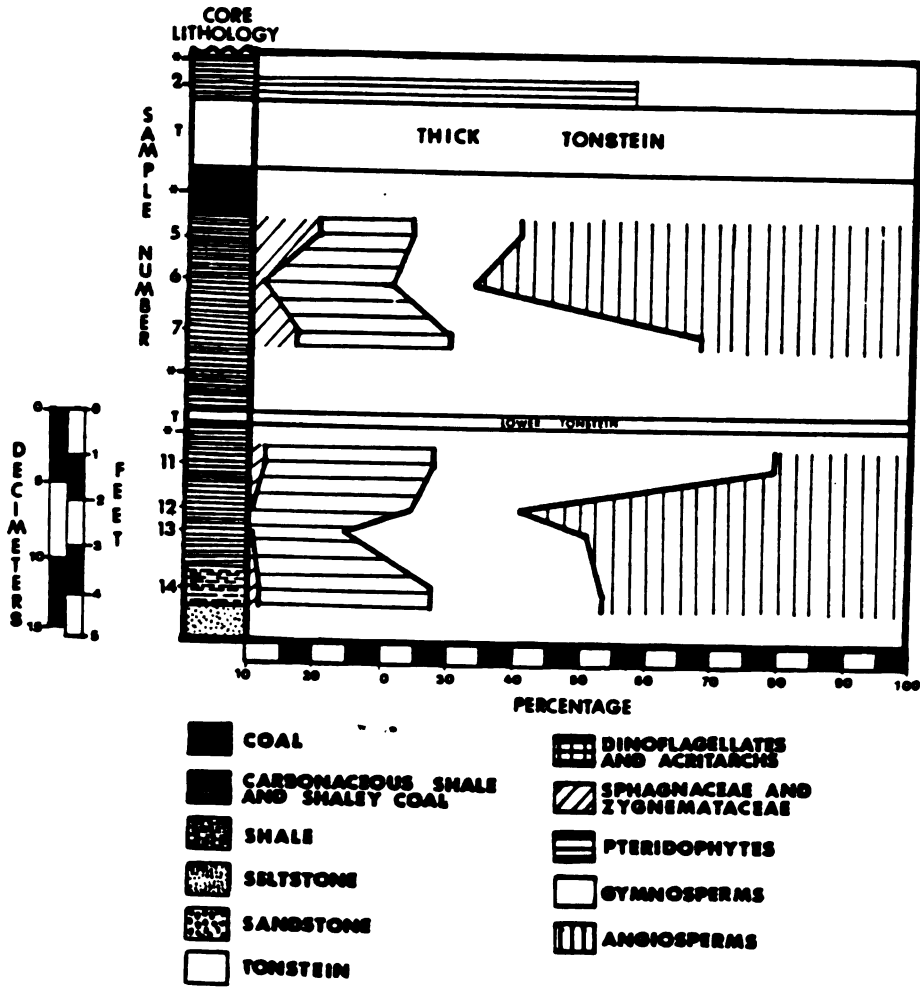 CORE
LITHOLOGY
SAMPLE NUMBER
*
2
T
THICK TONSTEIN
*
5
6
7
*
T
LOWER TONSTEIN
*
11
12
13
14
DECIMETERS
FEET
0 0
1
5
2
3
10
4
15
5
10 20 0 30 50 60 70 80 90 100
PERCENTAGE
COAL
CARBONACEOUS SHALE
AND SHALEY COAL
SHALE
SELTSTONE
SANDSTONE
TONSTEIN
DINOFLAGELLATES
AND ACRITARCHS
SPHAGNACEAE AND
ZYGNEMATACEAE
PTERIDOPHYTES
GYMNOSPERMS
ANGIOSPERMS